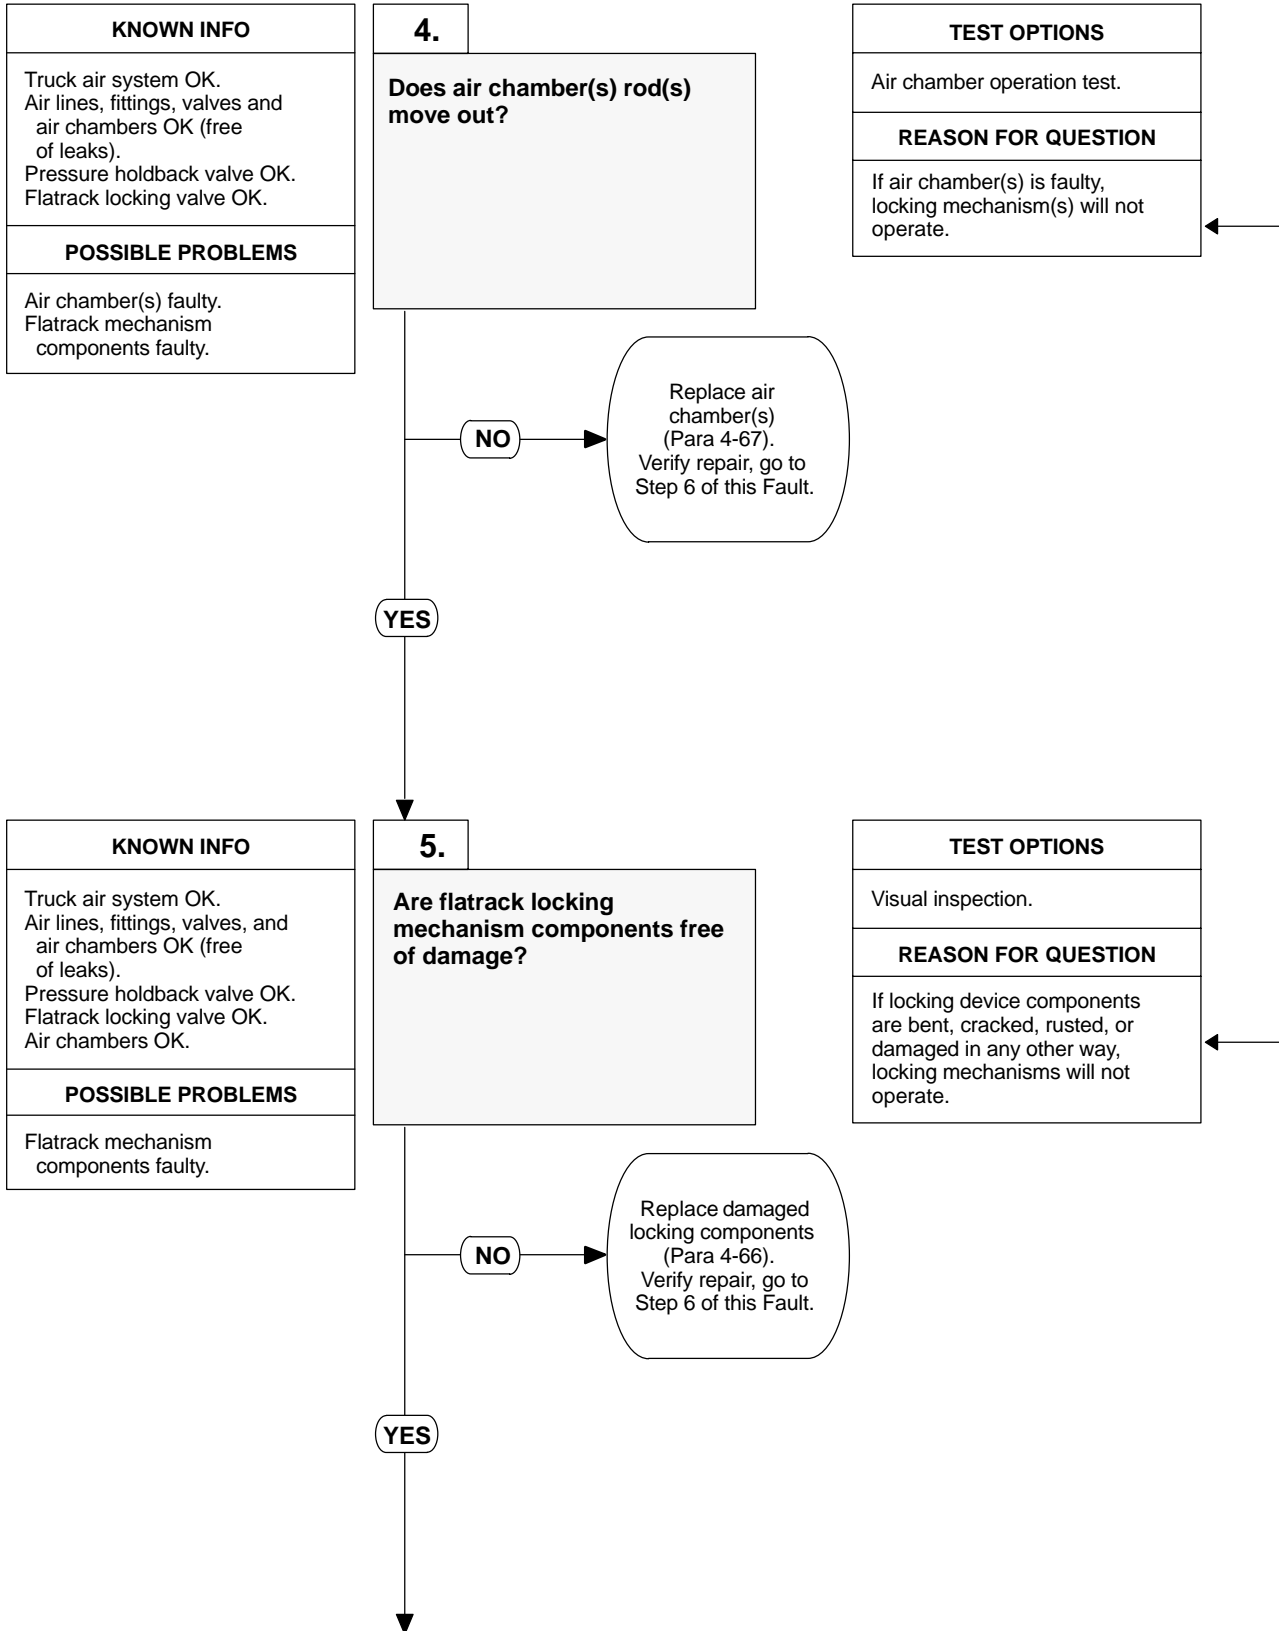 KNOWN INFO
Truck air system OK.
Air lines, fittings, valves and
air chambers OK (free
of leaks).
Pressure holdback valve OK.
Flatrack locking valve OK.
POSSIBLE PROBLEMS
Air chamber(s) faulty.
Flatrack mechanism
components faulty.
4.
Does air chamber(s) rod(s)
move out?
TEST OPTIONS
Air chamber operation test.
REASON FOR QUESTION
If air chamber(s) is faulty,
locking mechanism(s) will not
operate.
NO
Replace air
chamber(s)
(Para 4-67).
Verify repair, go to
Step 6 of this Fault.
YES
KNOWN INFO
Truck air system OK.
Air lines, fittings, valves, and
air chambers OK (free
of leaks).
Pressure holdback valve OK.
Flatrack locking valve OK.
Air chambers OK.
POSSIBLE PROBLEMS
Flatrack mechanism
components faulty.
5.
Are flatrack locking
mechanism components free
of damage?
TEST OPTIONS
Visual inspection.
REASON FOR QUESTION
If locking device components
are bent, cracked, rusted, or
damaged in any other way,
locking mechanisms will not
operate.
NO
Replace damaged
locking components
(Para 4-66).
Verify repair, go to
Step 6 of this Fault.
YES